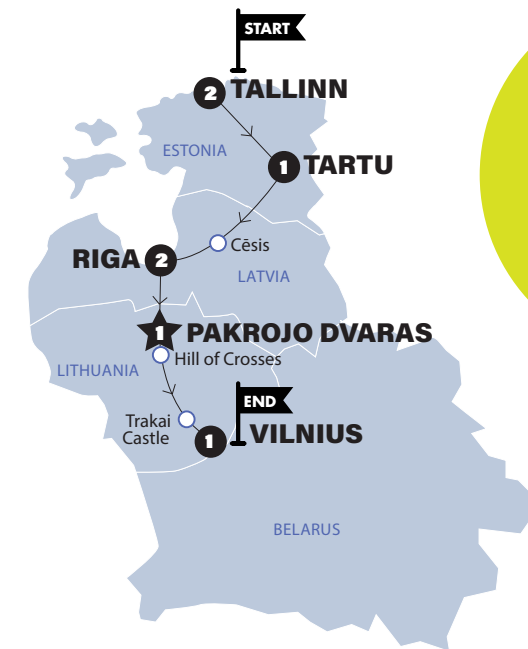 START
2 TALLINN
ESTONIA
1 TARTU
Cēsis
RIGA 2
LATVIA
1 PAKROJO DVARAS
Hill of Crosses
LITHUANIA
END
Trakai
Castle
1 VILNIUS
BELARUS